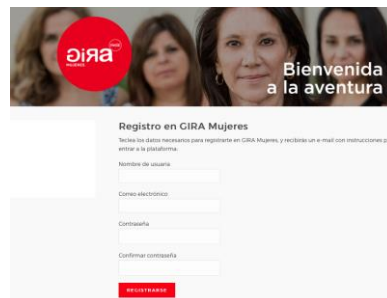 GIRA
MUJERES
Bienvenida
a la aventura
Registro en GIRA Mujeres
Teclea los datos necesarios para registrarte en GIRA Mujeres, y recibirás un e-mail con instrucciones p
entrar a la plataforma.
Nombre de usuaria
Correo electrónico
Contraseña
Confirmar contraseña
REGISTRARSE